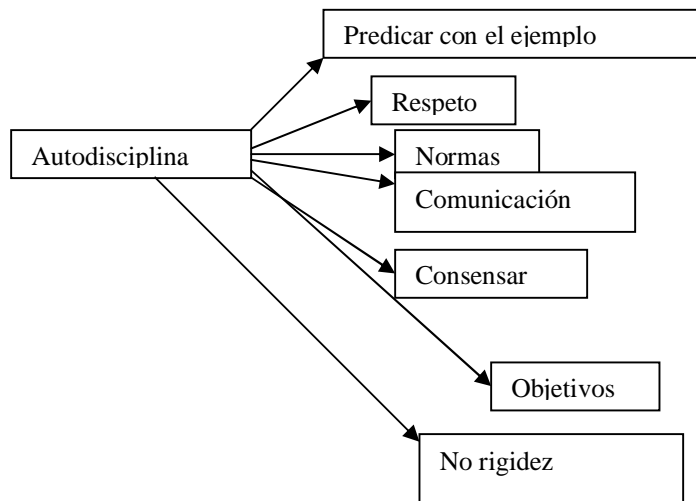 Predicar con el ejemplo
Respeto
Autodisciplina
Normas
Comunicación
Consensar
Objetivos
No rigidez